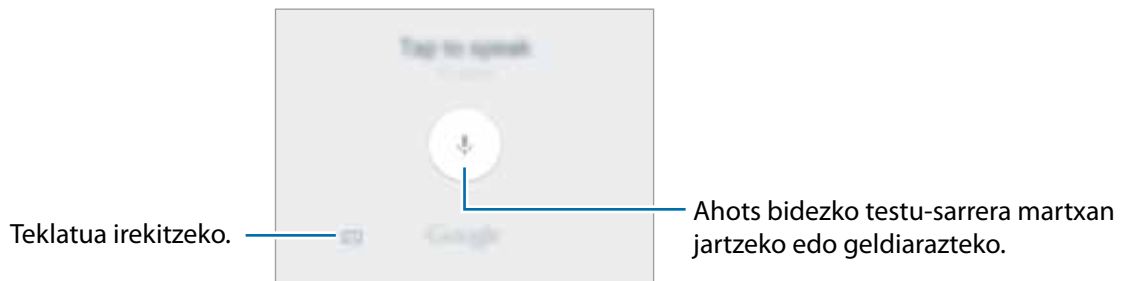 Tap to speak
Google
Teklatua irekitzeko.
Ahots bidezko testu-sarrera martxan
jartzeko edo geldiarazteko.